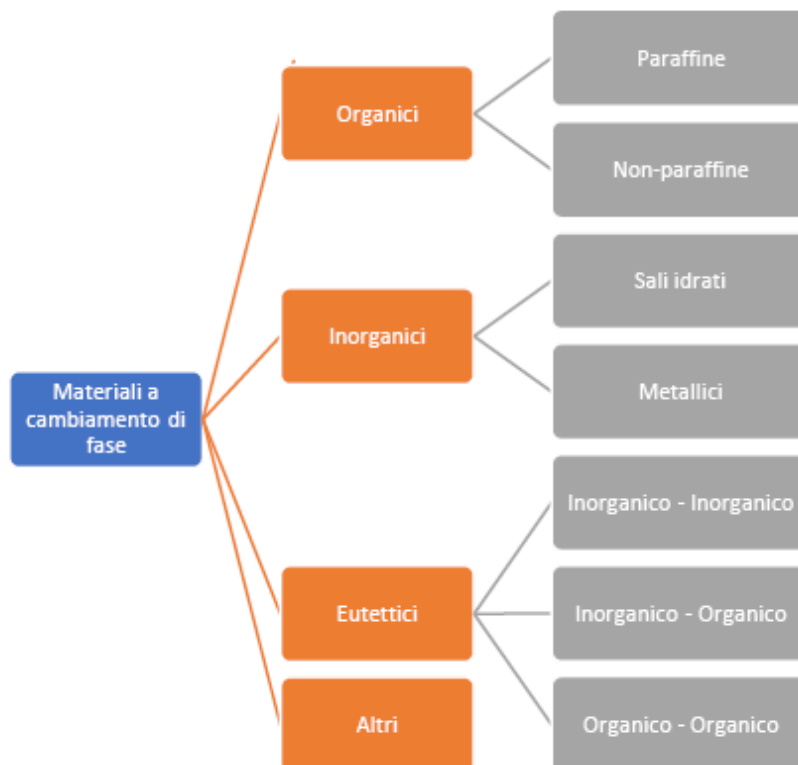 Materiali a
cambiamento di
fase
Organici
Paraffine
Non-paraffine
Inorganici
Sali idrati
Metallici
Eutettici
Inorganico - Inorganico
Inorganico - Organico
Organico - Organico
Altri